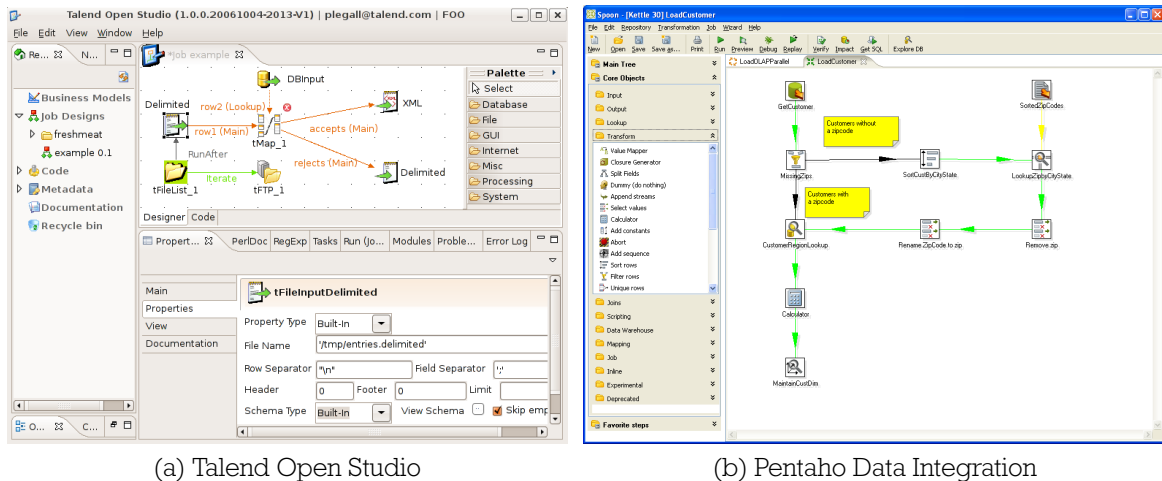 Talend Open Studio (1.0.0.20061004-2013-V1) | plegall@talend.com | FOO
File Edit View Window Help
Re... N...
Business Models
Job Designs
freshmeat
example 0.1
Code
Metadata
Documentation
Recycle bin
O... C...
*job example
DBInput
Delimited
row2 (Lookup)
XML
row1 (Main)
accepts (Main)
tMap_1
RunAfter
rejects (Main)
Delimited
Iterate
tFileList_1
tFTP_1
Palette
Select
Database
File
GUI
Internet
Misc
Processing
System
Designer Code
Propert... PerlDoc RegExp Tasks Run (Jo... Modules Proble... Error Log
Main
Properties
View
Documentation
tFileInputDelimited
Property Type Built-In
File Name '/tmp/entries.delimited'
Row Separator "\n" Field Separator ';'
Header 0 Footer 0 Limit
Schema Type Built-In View Schema ... Skip emp
(a) Talend Open Studio
Spoon - [Kettle 30] LoadCustomer
File Edit Repository Transformation Job Wizard Help
New Open Save Save as... Print Run Preview Debug Replay Verify Impact Get SQL Explore DB
Main Tree
Core Objects
Input
Output
Lookup
Transform
Value Mapper
Closure Generator
Split Fields
Dummy (do nothing)
Append streams
Select values
Calculator
Add constants
Abort
Add sequence
Sort rows
Filter rows
Unique rows
Joins
Scripting
Data Warehouse
Mapping
Job
Inline
Experimental
Deprecated
Favorite steps
LoadOLAPParallel LoadCustomer
GetCustomer
SortedZipCodes
Customers without
a zipcode
MissingZips
SortCustByCityState
LookupZipbyCityState
Customers with
a zipcode
CustomerRegionLookup
Rename ZipCode to zip
Remove zip
Calculator
MaintainCustDim
(b) Pentaho Data Integration